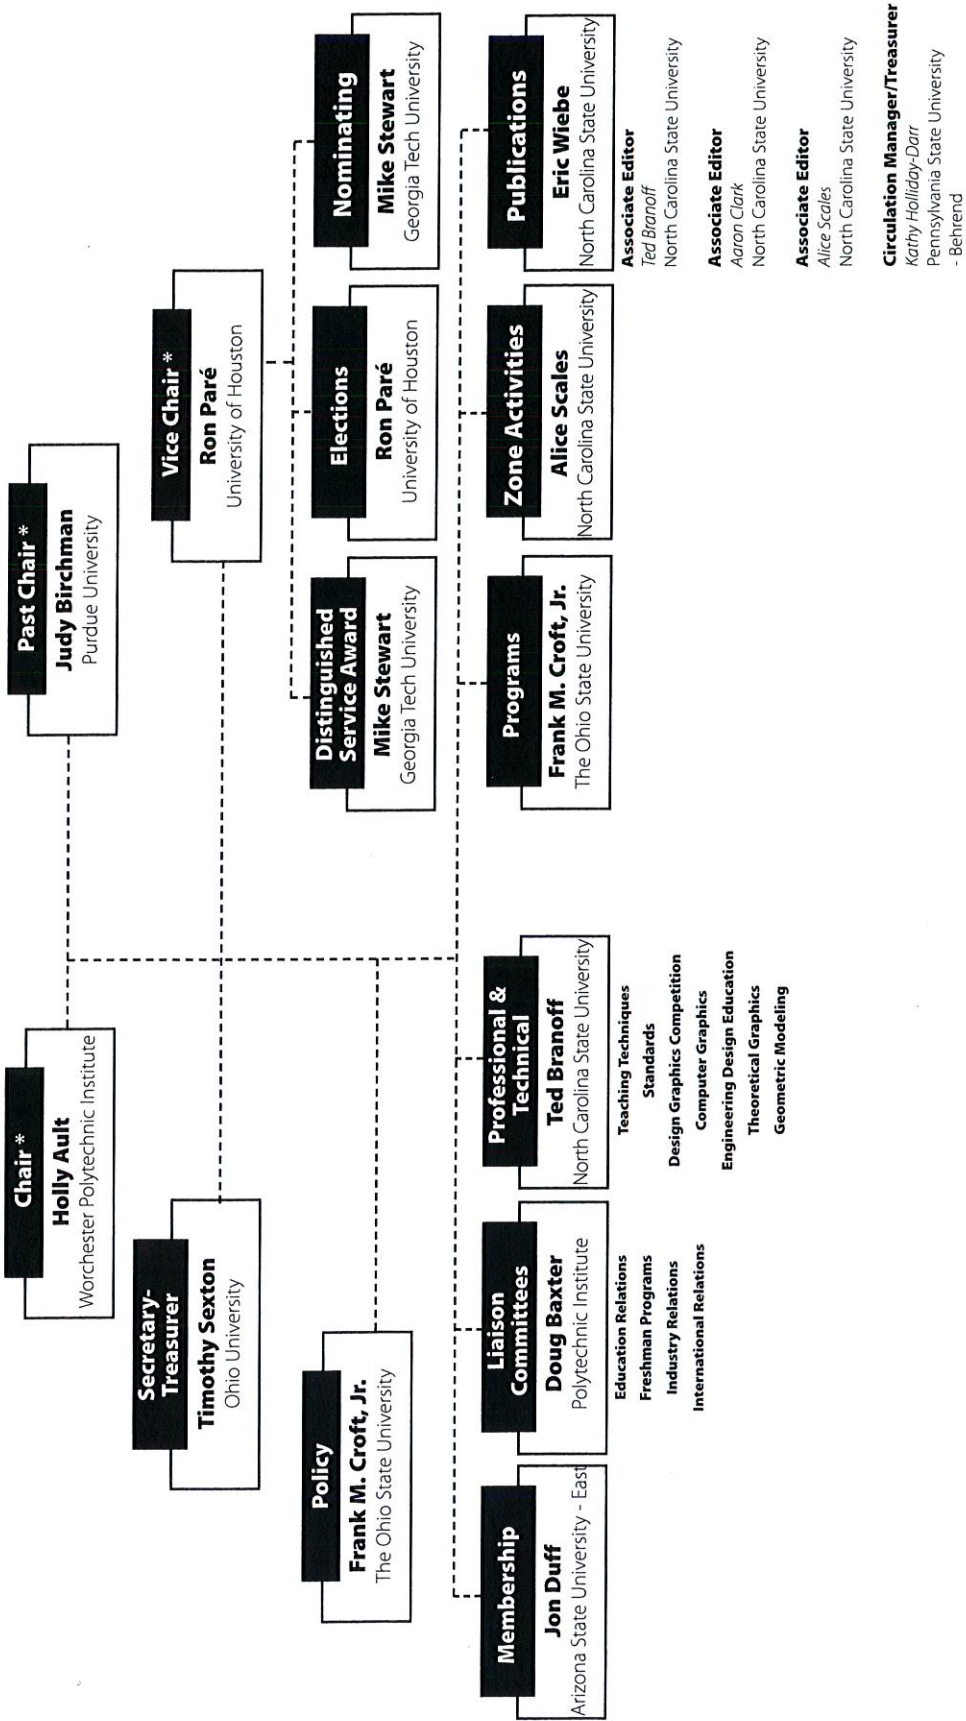 Chair *
Holly Ault
Worchester Polytechnic Institute
Past Chair *
Judy Birchman
Purdue University
Secretary-
Treasurer
Timothy Sexton
Ohio University
Vice Chair *
Ron Paré
University of Houston
Policy
Frank M. Croft, Jr.
The Ohio State University
Distinguished
Service Award
Mike Stewart
Georgia Tech University
Elections
Ron Paré
University of Houston
Nominating
Mike Stewart
Georgia Tech University
Membership
Jon Duff
Arizona State University - East
Liaison
Committees
Doug Baxter
Polytechnic Institute
Education Relations
Freshman Programs
Industry Relations
International Relations
Professional &
Technical
Ted Branoff
North Carolina State University
Teaching Techniques
Standards
Design Graphics Competition
Computer Graphics
Engineering Design Education
Theoretical Graphics
Geometric Modeling
Programs
Frank M. Croft, Jr.
The Ohio State University
Zone Activities
Alice Scales
North Carolina State University
Publications
Eric Wiebe
North Carolina State University
Associate Editor
Ted Branoff
North Carolina State University
Associate Editor
Aaron Clark
North Carolina State University
Associate Editor
Alice Scales
North Carolina State University
Circulation Manager/Treasurer
Kathy Holliday-Darr
Pennsylvania State University
- Behrend